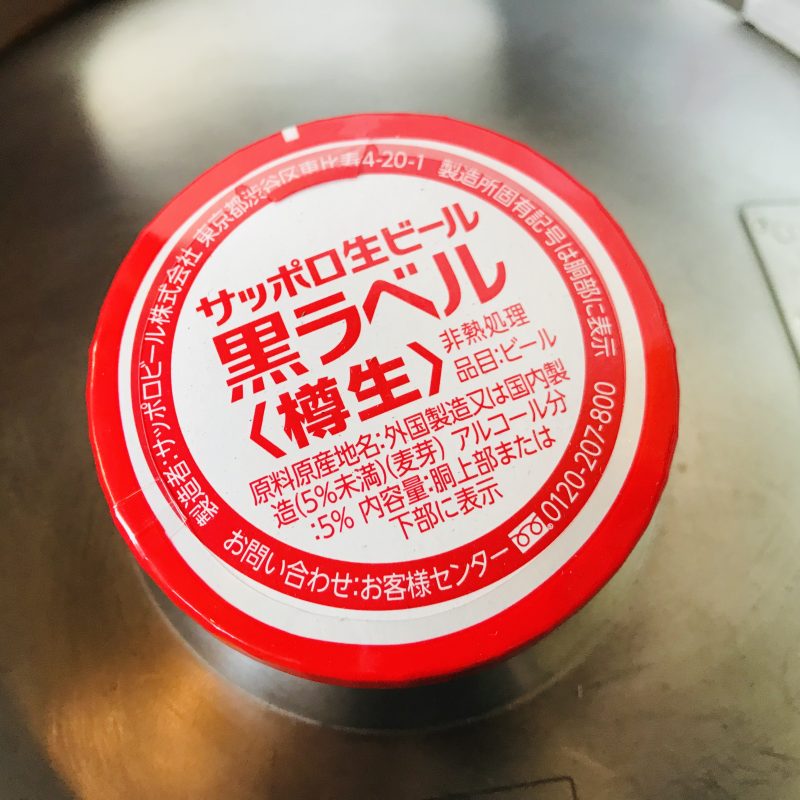 サッポロ生ビール
黒ラベル
〈樽生〉
非熱処理
品目:ビール
原料原産地名:外国製造又は国内製
造(5%未満)(麦芽) アルコール分
:5% 内容量:胴上部または
下部に表示
製造者:サッポロビール株式会社 東京都渋谷区恵比寿4-20-1 製造所固有記号は胴部に表示
お問い合わせ:お客様センター 0120-207-800